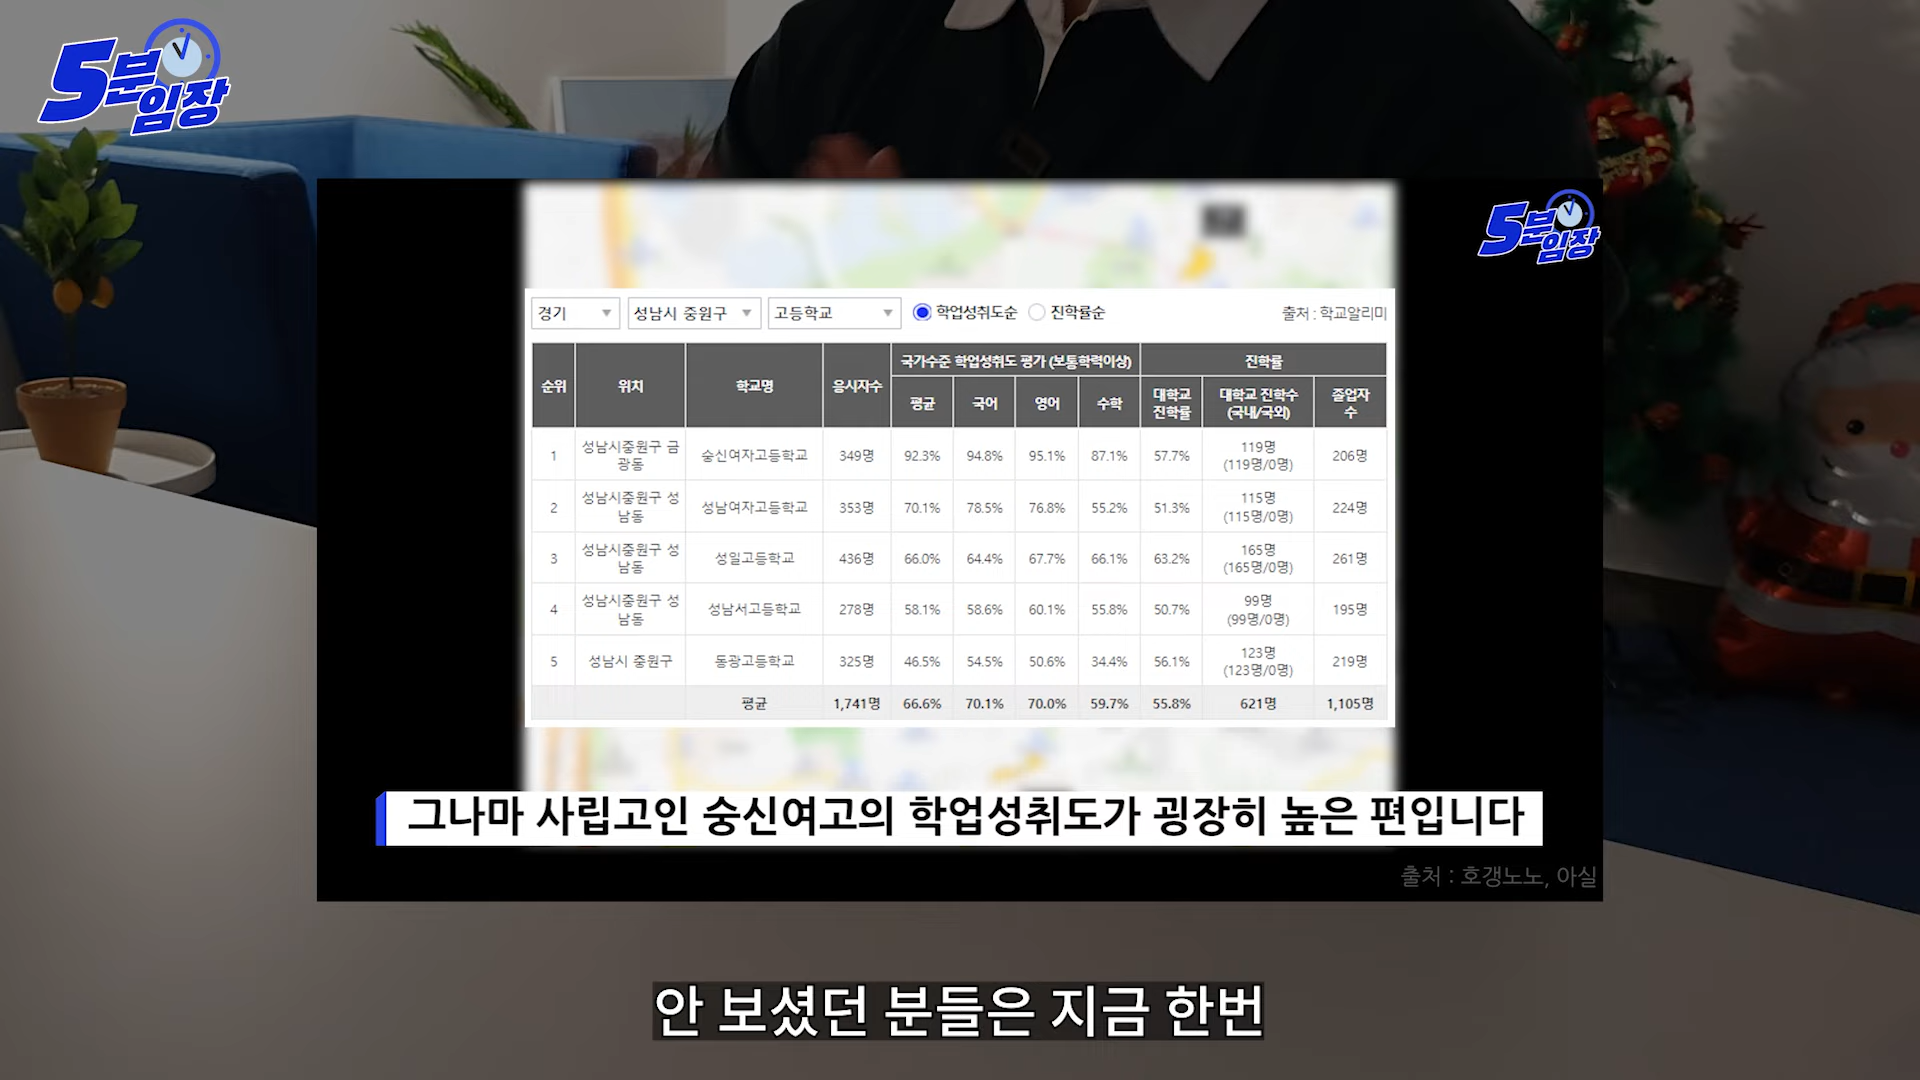 5분
임장
5분
임장
경기 성남시 중원구 고등학교 학업성취도순 진학률순 출처 : 학교알리미
순위 위치 학교명 응시자수 국가수준 학업성취도 평가 (보통학력이상) 진학률
평균 국어 영어 수학 대학교 진학률 대학교 진학수 (국내/국외) 졸업자 수
1 성남시중원구 금광동 숭신여자고등학교 349명 92.3% 94.8% 95.1% 87.1% 57.7% 119명 (119명/0명) 206명
2 성남시중원구 성남동 성남여자고등학교 353명 70.1% 78.5% 76.8% 55.2% 51.3% 115명 (115명/0명) 224명
3 성남시중원구 성남동 성일고등학교 436명 66.0% 64.4% 67.7% 66.1% 63.2% 165명 (165명/0명) 261명
4 성남시중원구 성남동 성남서고등학교 278명 58.1% 58.6% 60.1% 55.8% 50.7% 99명 (99명/0명) 195명
5 성남시 중원구 동광고등학교 325명 46.5% 54.5% 50.6% 34.4% 56.1% 123명 (123명/0명) 219명
평균 1,741명 66.6% 70.1% 70.0% 59.7% 55.8% 621명 1,105명
그나마 사립고인 숭신여고의 학업성취도가 굉장히 높은 편입니다
출처 : 호갱노노, 아실
안 보셨던 분들은 지금 한번